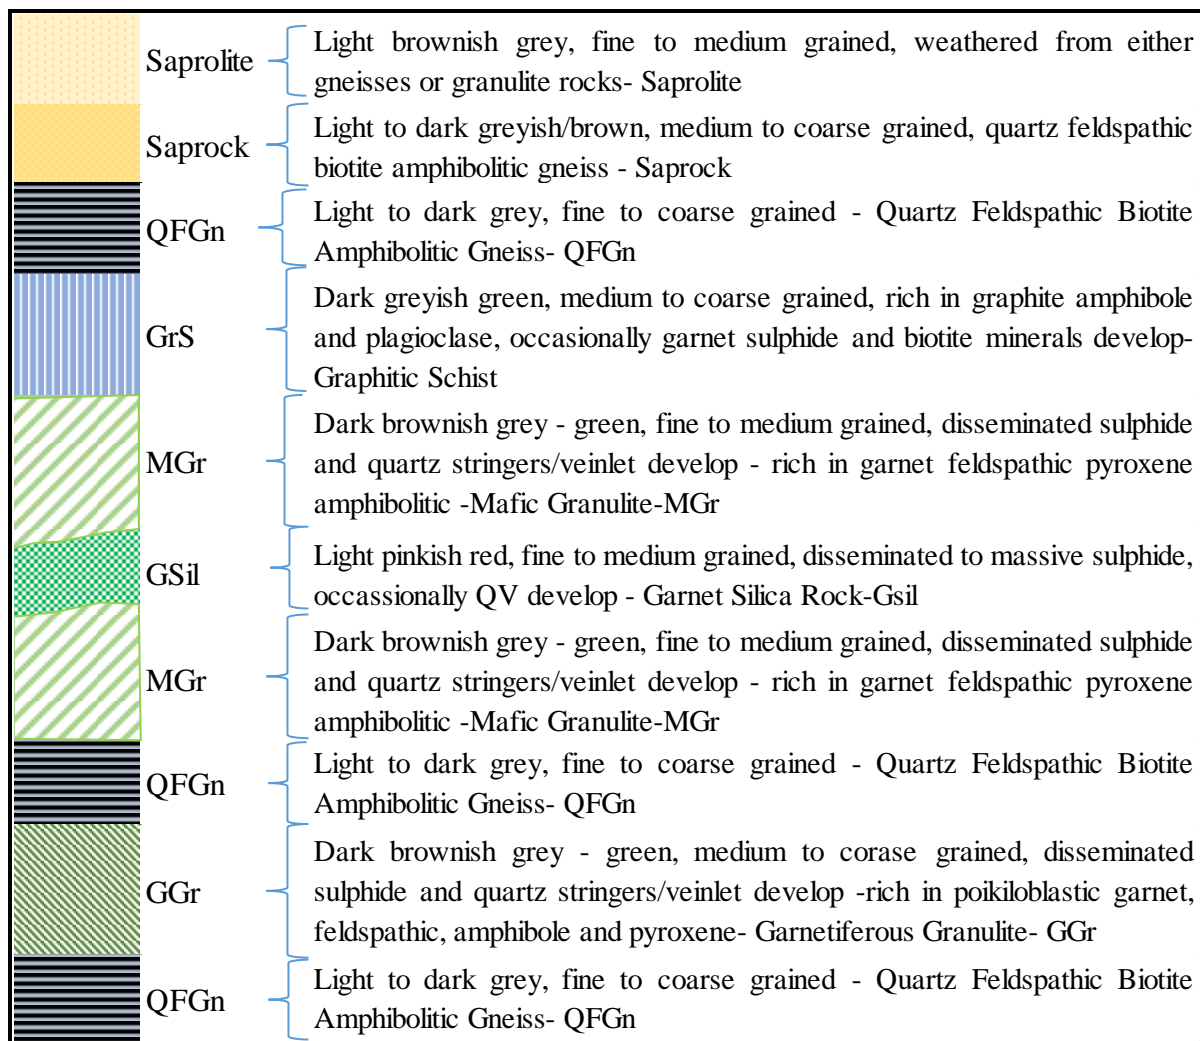 Saprolite
Light brownish grey, fine to medium grained, weathered from either
gneisses or granulite rocks- Saprolite
Saprock
Light to dark greyish/brown, medium to coarse grained, quartz feldspathic
biotite amphibolitic gneiss - Saprock
QFGn
Light to dark grey, fine to coarse grained - Quartz Feldspathic Biotite
Amphibolitic Gneiss- QFGn
GrS
Dark greyish green, medium to coarse grained, rich in graphite amphibole
and plagioclase, occasionally garnet sulphide and biotite minerals develop-
Graphitic Schist
MGr
Dark brownish grey - green, fine to medium grained, disseminated sulphide
and quartz stringers/veinlet develop - rich in garnet feldspathic pyroxene
amphibolitic -Mafic Granulite-MGr
GSil
Light pinkish red, fine to medium grained, disseminated to massive sulphide,
occassionally QV develop - Garnet Silica Rock-Gsil
MGr
Dark brownish grey - green, fine to medium grained, disseminated sulphide
and quartz stringers/veinlet develop - rich in garnet feldspathic pyroxene
amphibolitic -Mafic Granulite-MGr
QFGn
Light to dark grey, fine to coarse grained - Quartz Feldspathic Biotite
Amphibolitic Gneiss- QFGn
GGr
Dark brownish grey - green, medium to corase grained, disseminated
sulphide and quartz stringers/veinlet develop -rich in poikiloblastic garnet,
feldspathic, amphibole and pyroxene- Garnetiferous Granulite- GGr
QFGn
Light to dark grey, fine to coarse grained - Quartz Feldspathic Biotite
Amphibolitic Gneiss- QFGn